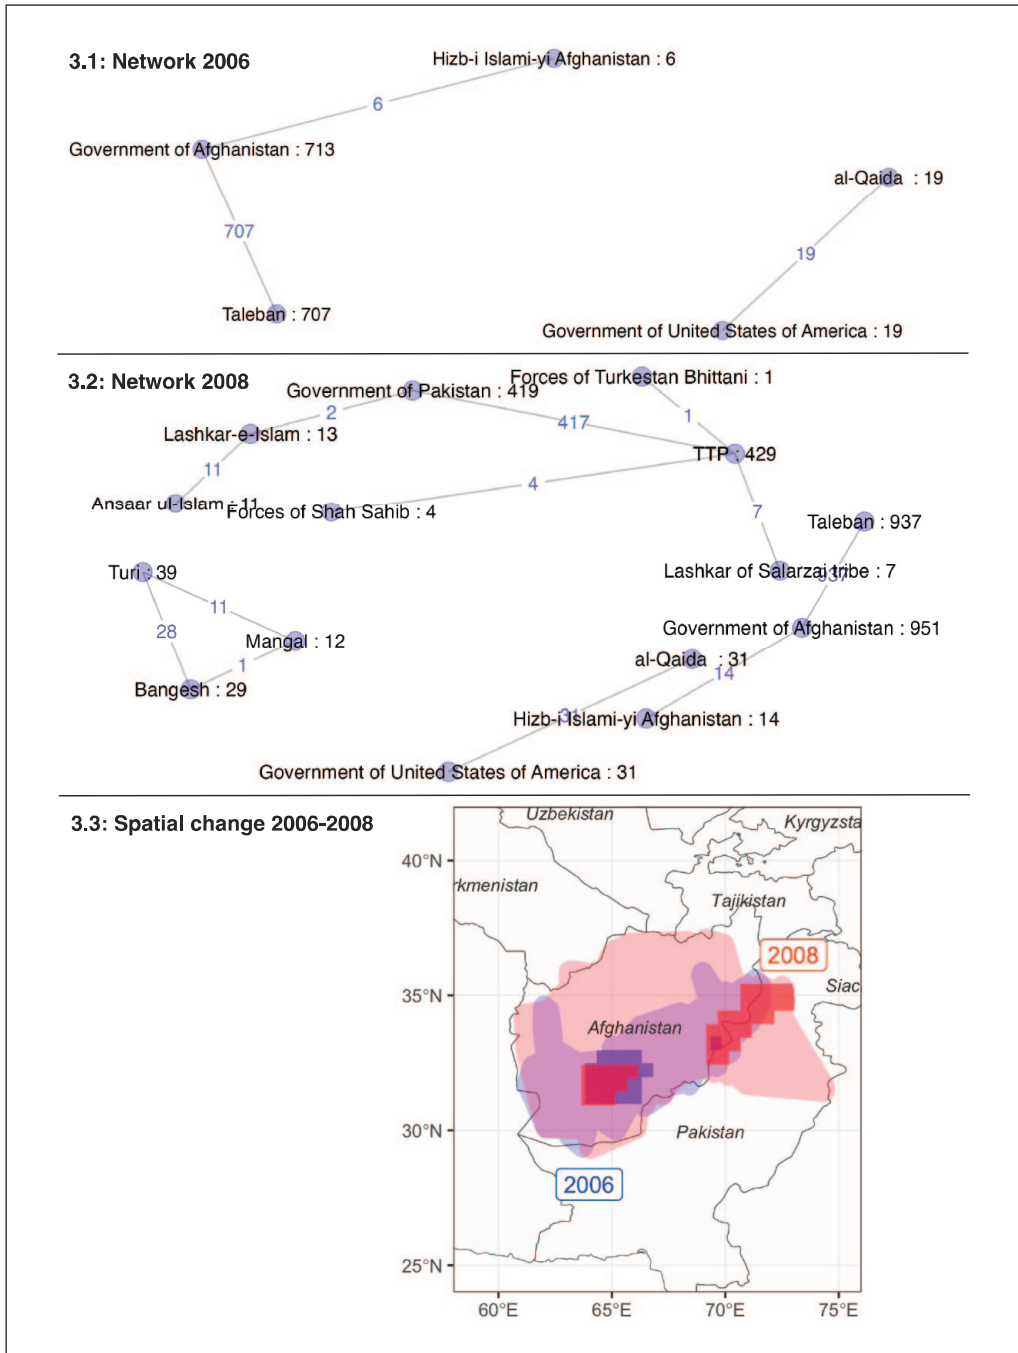 3.1: Network 2006
Hizb-i Islami-yi Afghanistan : 6
6
Government of Afghanistan : 713
al-Qaida : 19
707
19
Taleban : 707
Government of United States of America : 19
3.2: Network 2008
Forces of Turkestan Bhittani : 1
Government of Pakistan : 419
2
1
417
Lashkar-e-Islam : 13
TTP : 429
11
4
Ansaar ul-Islam : 11
Forces of Shah Sahib : 4
7
Taleban : 937
Turi : 39
Lashkar of Salarzai tribe : 7
937
11
28
Government of Afghanistan : 951
Mangal : 12
al-Qaida : 31
1
14
Bangesh : 29
31
Hizb-i Islami-yi Afghanistan : 14
Government of United States of America : 31
3.3: Spatial change 2006-2008
Uzbekistan
Kyrgyzsta
40°N
rkmenistan
Tajikistan
2008
Siac
35°N
Afghanistan
30°N
Pakistan
2006
25°N
60°E 65°E 70°E 75°E